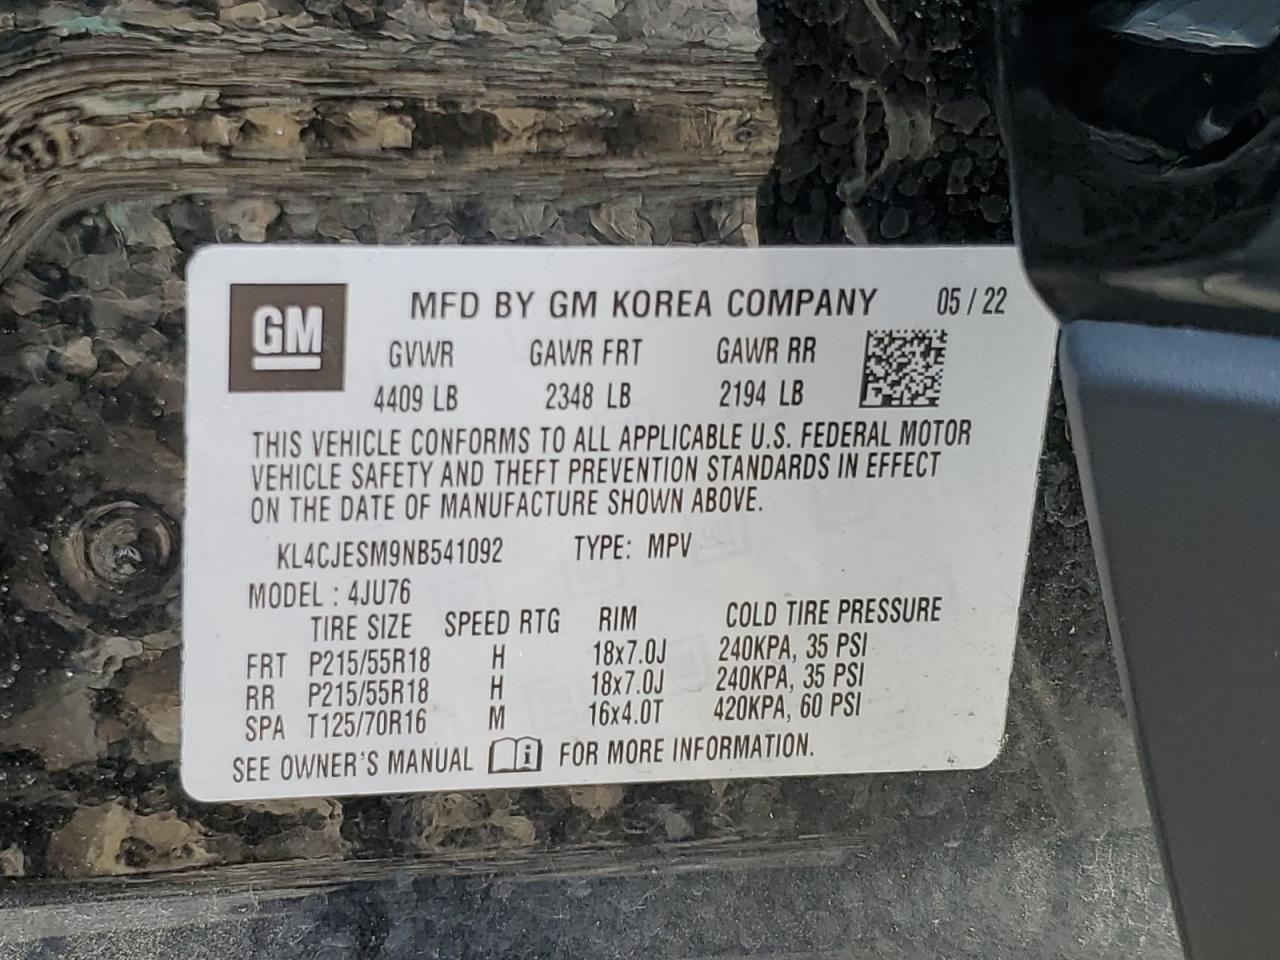 GM
MFD BY GM KOREA COMPANY 05 / 22
GVWR GAWR FRT GAWR RR
4409 LB 2348 LB 2194 LB
THIS VEHICLE CONFORMS TO ALL APPLICABLE U.S. FEDERAL MOTOR
VEHICLE SAFETY AND THEFT PREVENTION STANDARDS IN EFFECT
ON THE DATE OF MANUFACTURE SHOWN ABOVE.
KL4CJESM9NB541092 TYPE: MPV
MODEL : 4JU76
TIRE SIZE SPEED RTG RIM COLD TIRE PRESSURE
FRT P215/55R18 H 18x7.0J 240KPA, 35 PSI
RR P215/55R18 H 18x7.0J 240KPA, 35 PSI
SPA T125/70R16 M 16x4.0T 420KPA, 60 PSI
SEE OWNER'S MANUAL i FOR MORE INFORMATION.